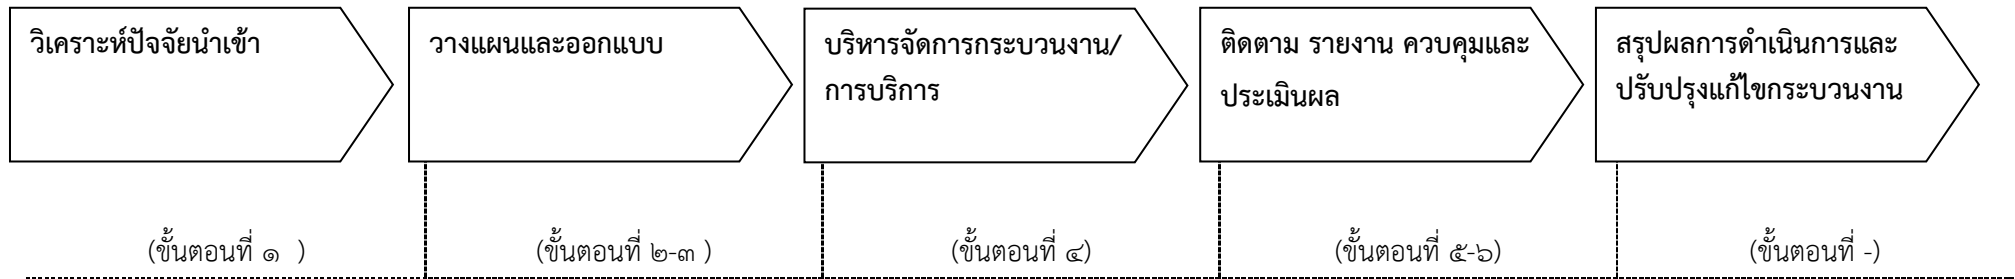 วิเคราะห์ปัจจัยนำเข้า
วางแผนและออกแบบ
บริหารจัดการกระบวนงาน/
การบริการ
ติดตาม รายงาน ควบคุมและ
ประเมินผล
สรุปผลการดำเนินการและ
ปรับปรุงแก้ไขกระบวนงาน
(ขั้นตอนที่ ๑ )
(ขั้นตอนที่ ๒-๓ )
(ขั้นตอนที่ ๔)
(ขั้นตอนที่ ๕-๖)
(ขั้นตอนที่ -)